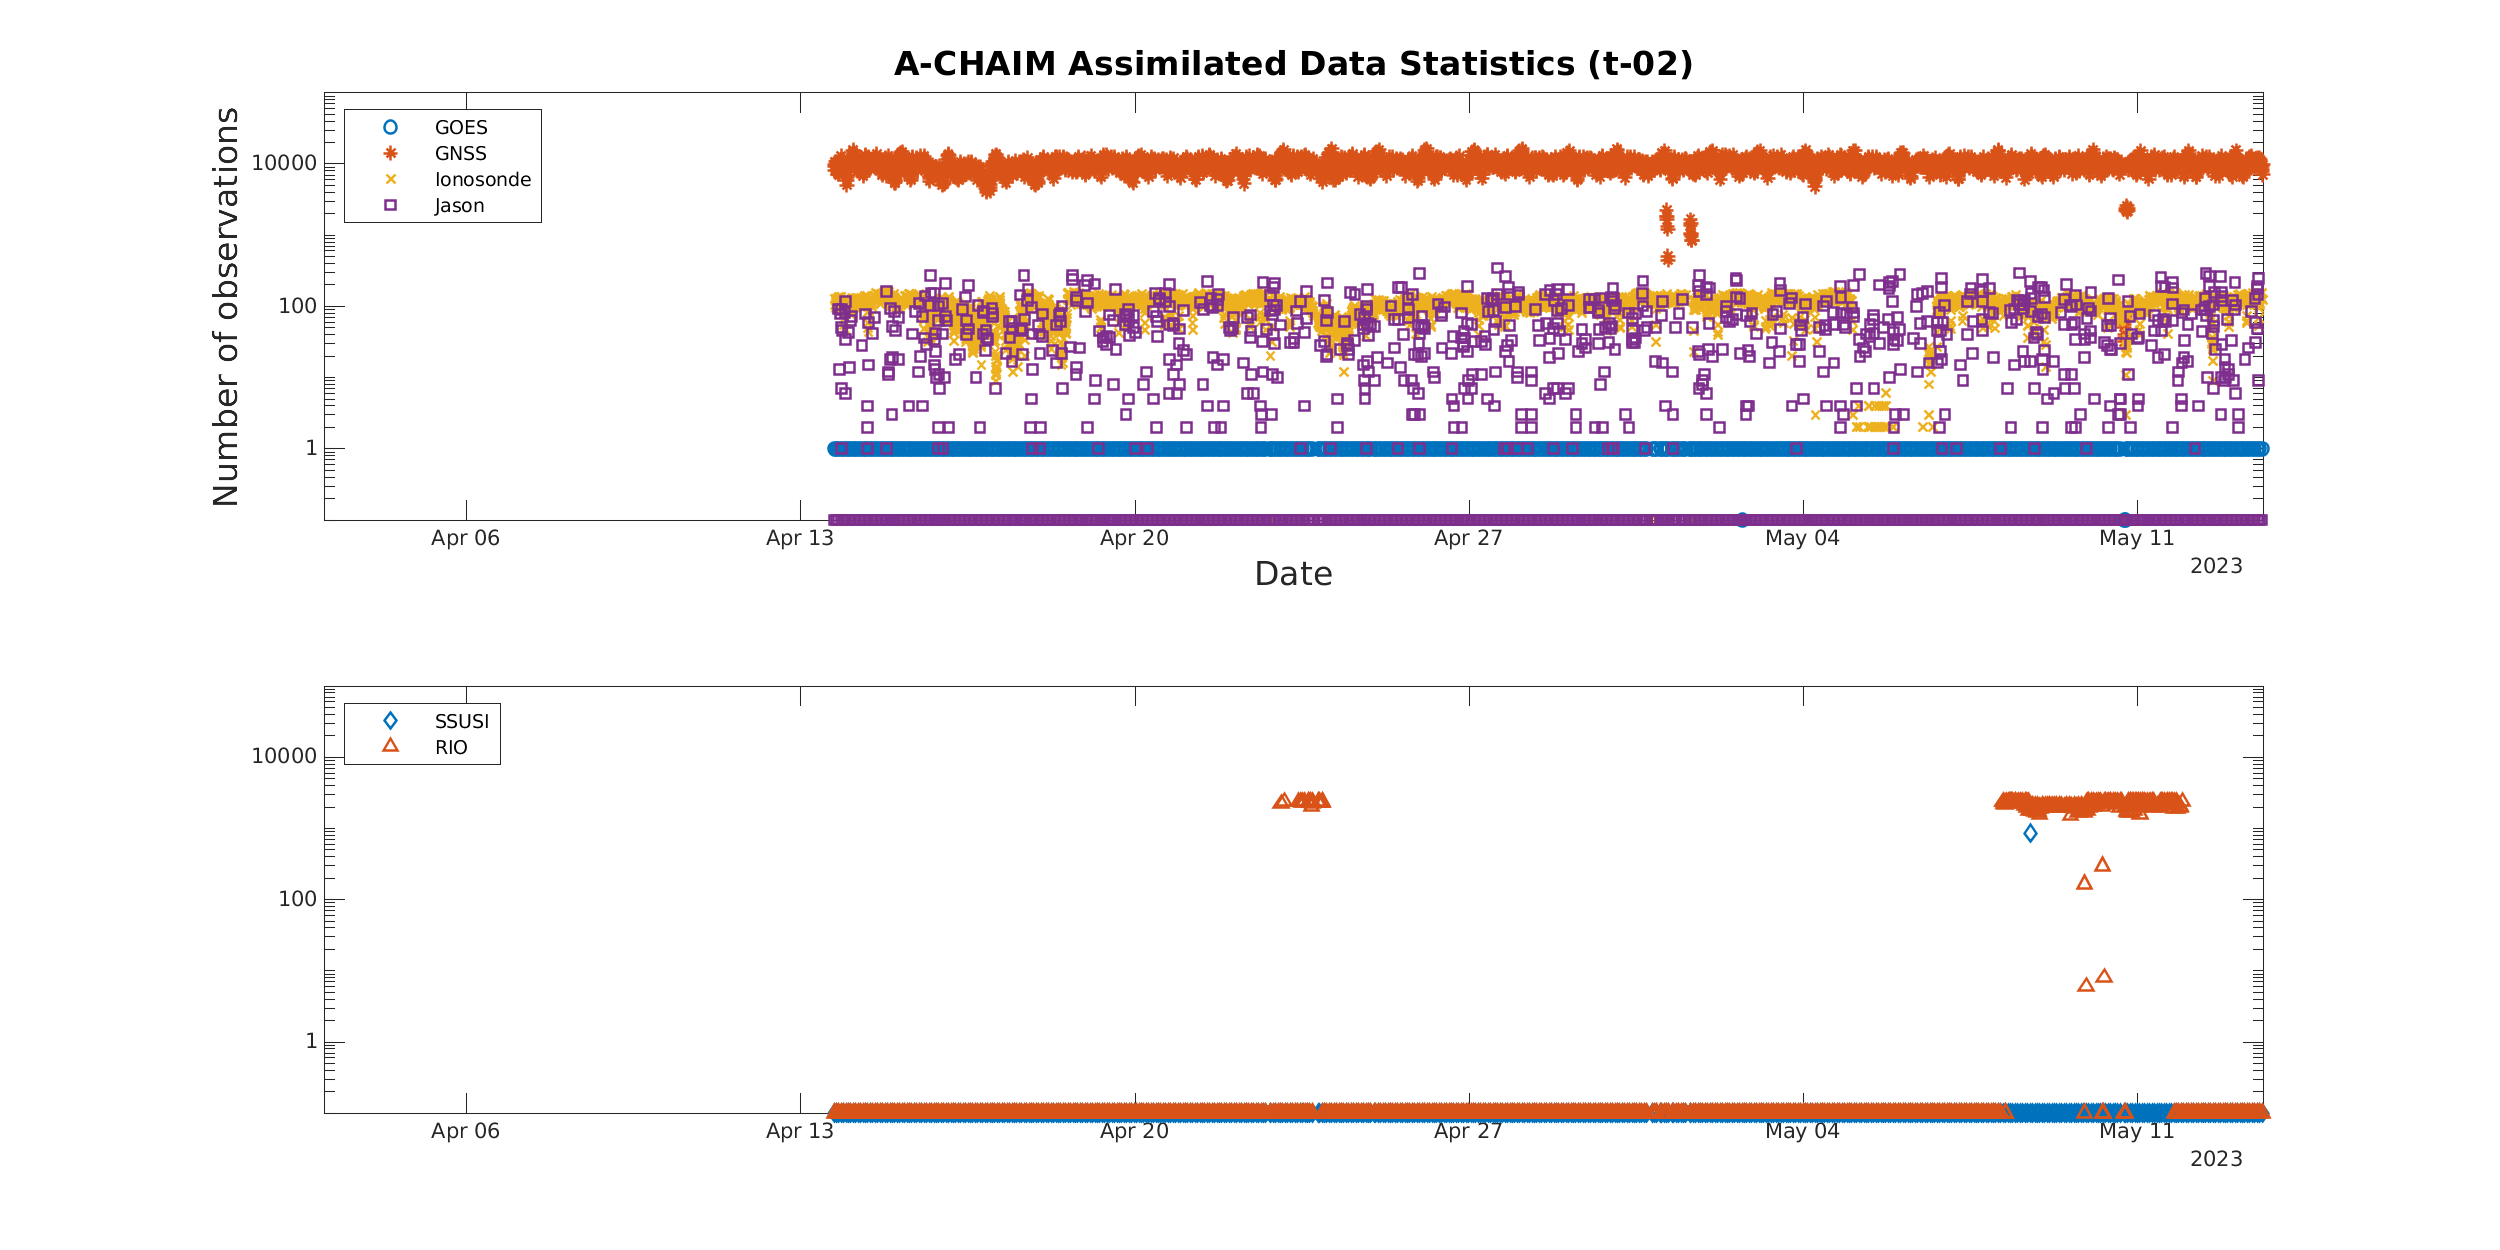 A-CHAIM Assimilated Data Statistics (t-02)
Number of observations
10000
100
1
GOES
GNSS
Ionosonde
Jason
Apr 06 Apr 13 Apr 20 Apr 27 May 04 May 11
2023
Date
10000
100
1
SSUSI
RIO
Apr 06 Apr 13 Apr 20 Apr 27 May 04 May 11
2023